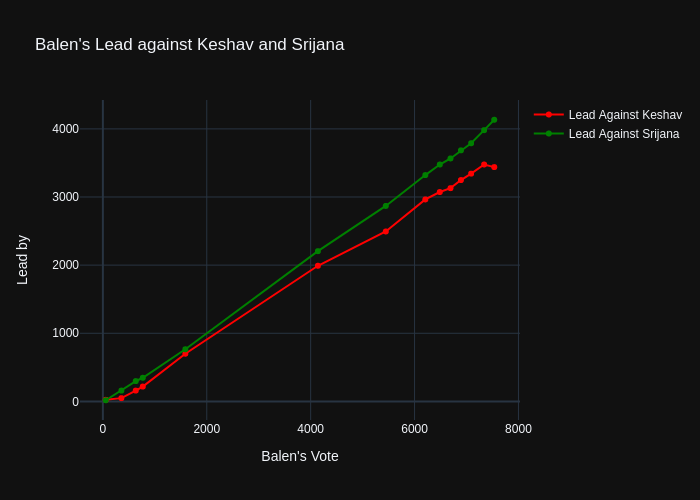 Balen's Lead against Keshav and Srijana
Lead Against Keshav
Lead Against Srijana
4000
3000
2000
1000
0
Lead by
0 2000 4000 6000 8000
Balen's Vote